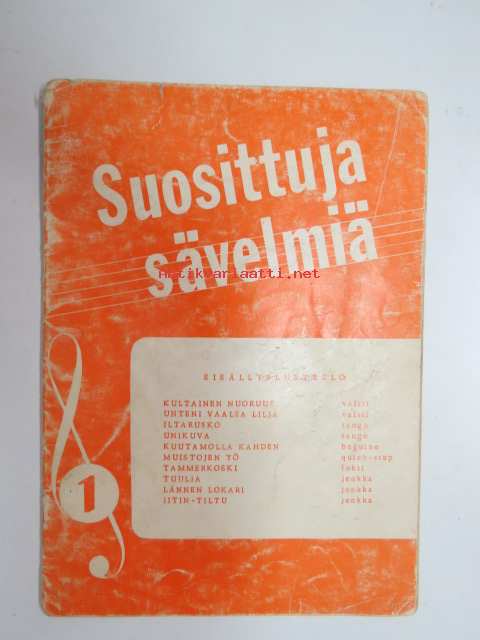 Suosittuja
sävelmiä
antikvariaatti.net
SISÄLLYSLUETTELO
KULTAINEN NUORUUS valssi
UNTENI VAALEA LILJA valssi
ILTARUSKO tango
UNIKUVA tango
KUUTAMOLLA KAHDEN beguine
MUISTOJEN YÖ quick-step
TAMMERKOSKI foksi
TUULIA jenkka
LÄNNEN LOKARI jenkka
IITIN-TILTU jenkka
1